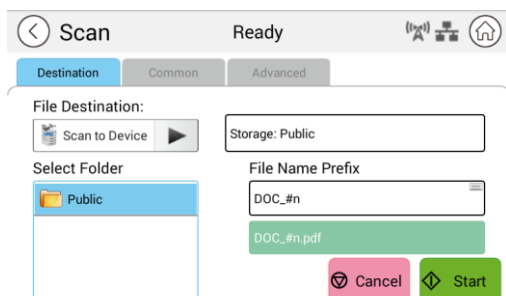 Scan Ready
Destination Common Advanced
File Destination:
Scan to Device Storage: Public
Select Folder File Name Prefix
Public DOC_#n
DOC_#n.pdf
Cancel Start